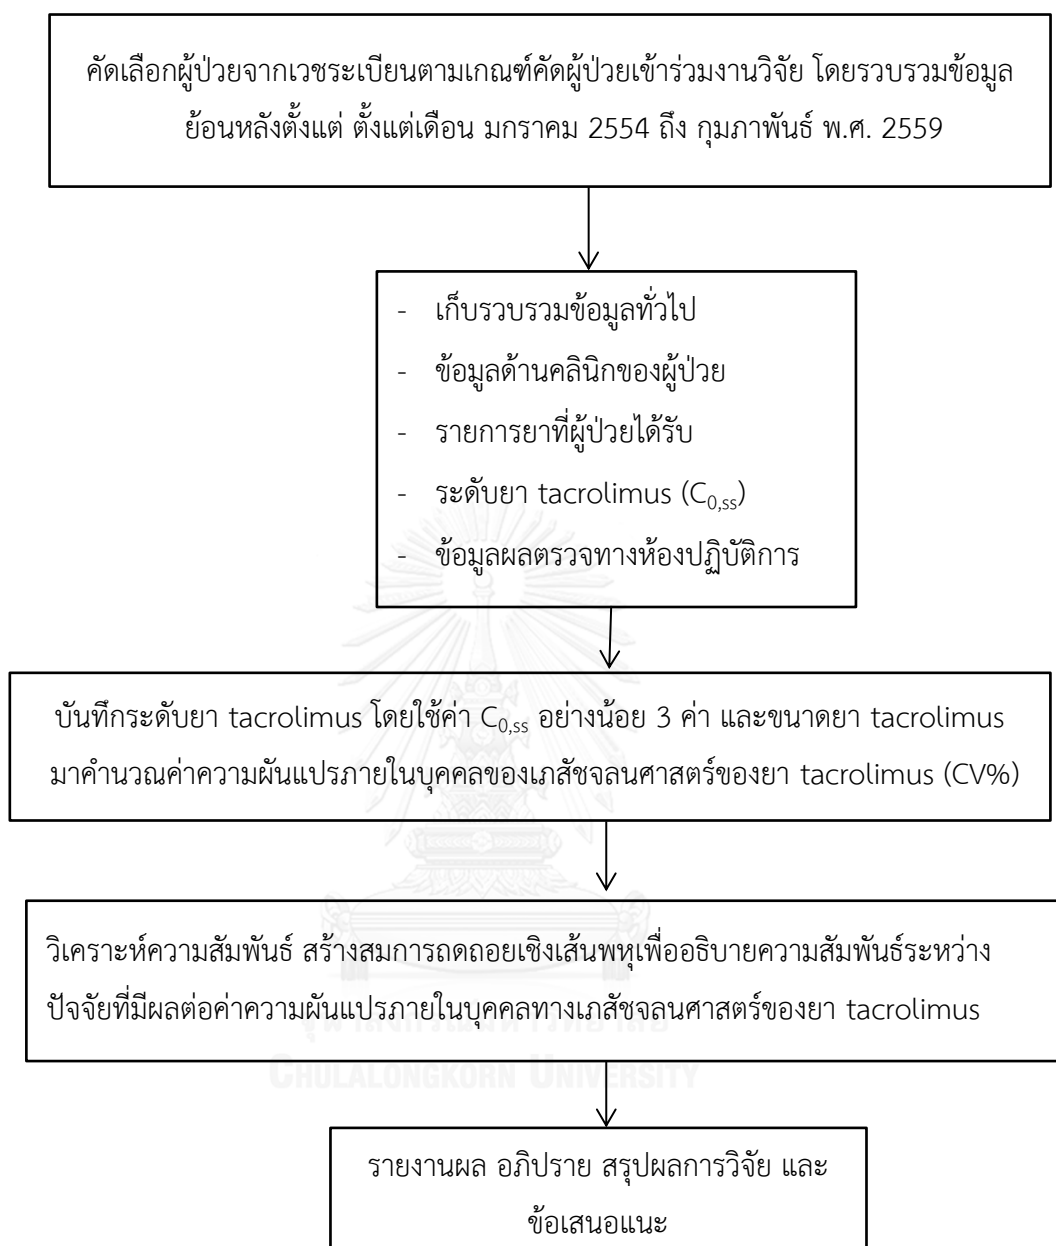 คัดเลือกผู้ป่วยจากเวชระเบียนตามเกณฑ์คัดผู้ป่วยเข้าร่วมงานวิจัย โดยรวบรวมข้อมูล
ย้อนหลังตั้งแต่ ตั้งแต่เดือน มกราคม 2554 ถึง กุมภาพันธ์ พ.ศ. 2559
- เก็บรวบรวมข้อมูลทั่วไป
- ข้อมูลด้านคลินิกของผู้ป่วย
- รายการยาที่ผู้ป่วยได้รับ
- ระดับยา tacrolimus (C0,ss)
- ข้อมูลผลตรวจทางห้องปฏิบัติการ
บันทึกระดับยา tacrolimus โดยใช้ค่า C0,ss อย่างน้อย 3 ค่า และขนาดยา tacrolimus
มาคำนวณค่าความผันแปรภายในบุคคลของเภสัชจลนศาสตร์ของยา tacrolimus (CV%)
วิเคราะห์ความสัมพันธ์ สร้างสมการถดถอยเชิงเส้นพหุเพื่ออธิบายความสัมพันธ์ระหว่าง
ปัจจัยที่มีผลต่อค่าความผันแปรภายในบุคคลทางเภสัชจลนศาสตร์ของยา tacrolimus
จุฬาลงกรณ์มหาวิทยาลัย
CHULALONGKORN UNIVERSITY
รายงานผล อภิปราย สรุปผลการวิจัย และ
ข้อเสนอแนะ